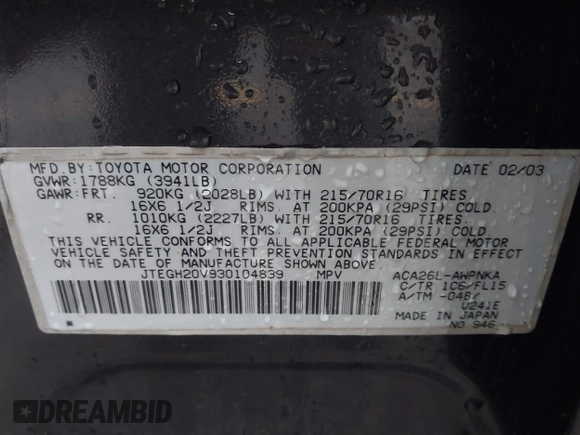 MFD.BY:TOYOTA MOTOR CORPORATION DATE 02/03
GVWR:1788KG (3941LB)
GAWR:FRT. 920KG (2028LB) WITH 215/70R16 TIRES.
16X6 1/2J RIMS AT 200KPA (29PSI) COLD.
RR. 1010KG (2227LB) WITH 215/70R16 TIRES.
16X6 1/2J RIMS AT 200KPA (29PSI) COLD.
THIS VEHICLE CONFORMS TO ALL APPLICABLE FEDERAL MOTOR
VEHICLE SAFETY AND THEFT PREVENTION STANDARDS IN
EFFECT ON THE DATE OF MANUFACTURE SHOWN ABOVE.
JTEGH20V930104839 MPV ACA26L-AWPNKA
C/TR 1C6/FL15
A/TM -04B/
U241E
MADE IN JAPAN
NO 946
DREAMBID